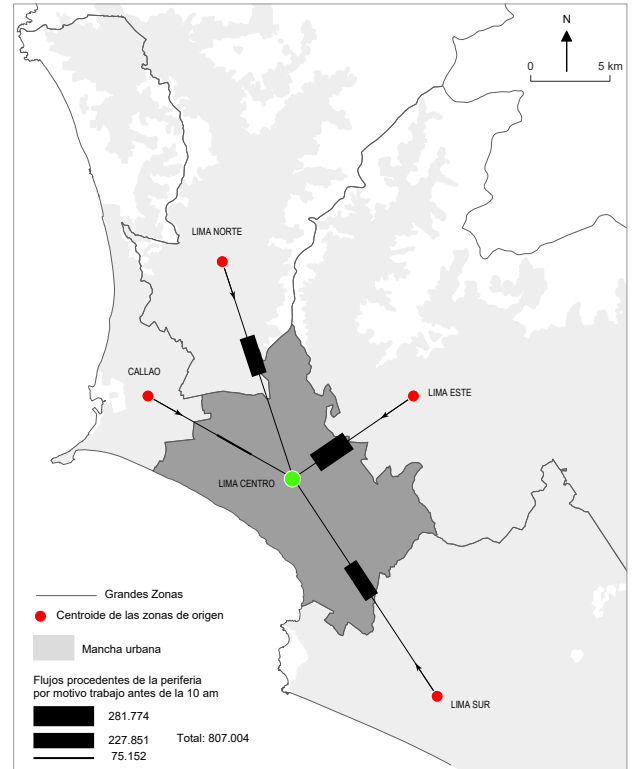 N
0 5 km
LIMA NORTE
CALLAO
LIMA ESTE
LIMA CENTRO
LIMA SUR
Grandes Zonas
Centroide de las zonas de origen
Mancha urbana
Flujos procedentes de la periferia
por motivo trabajo antes de la 10 am
281.774
227.851 Total: 807.004
75.152